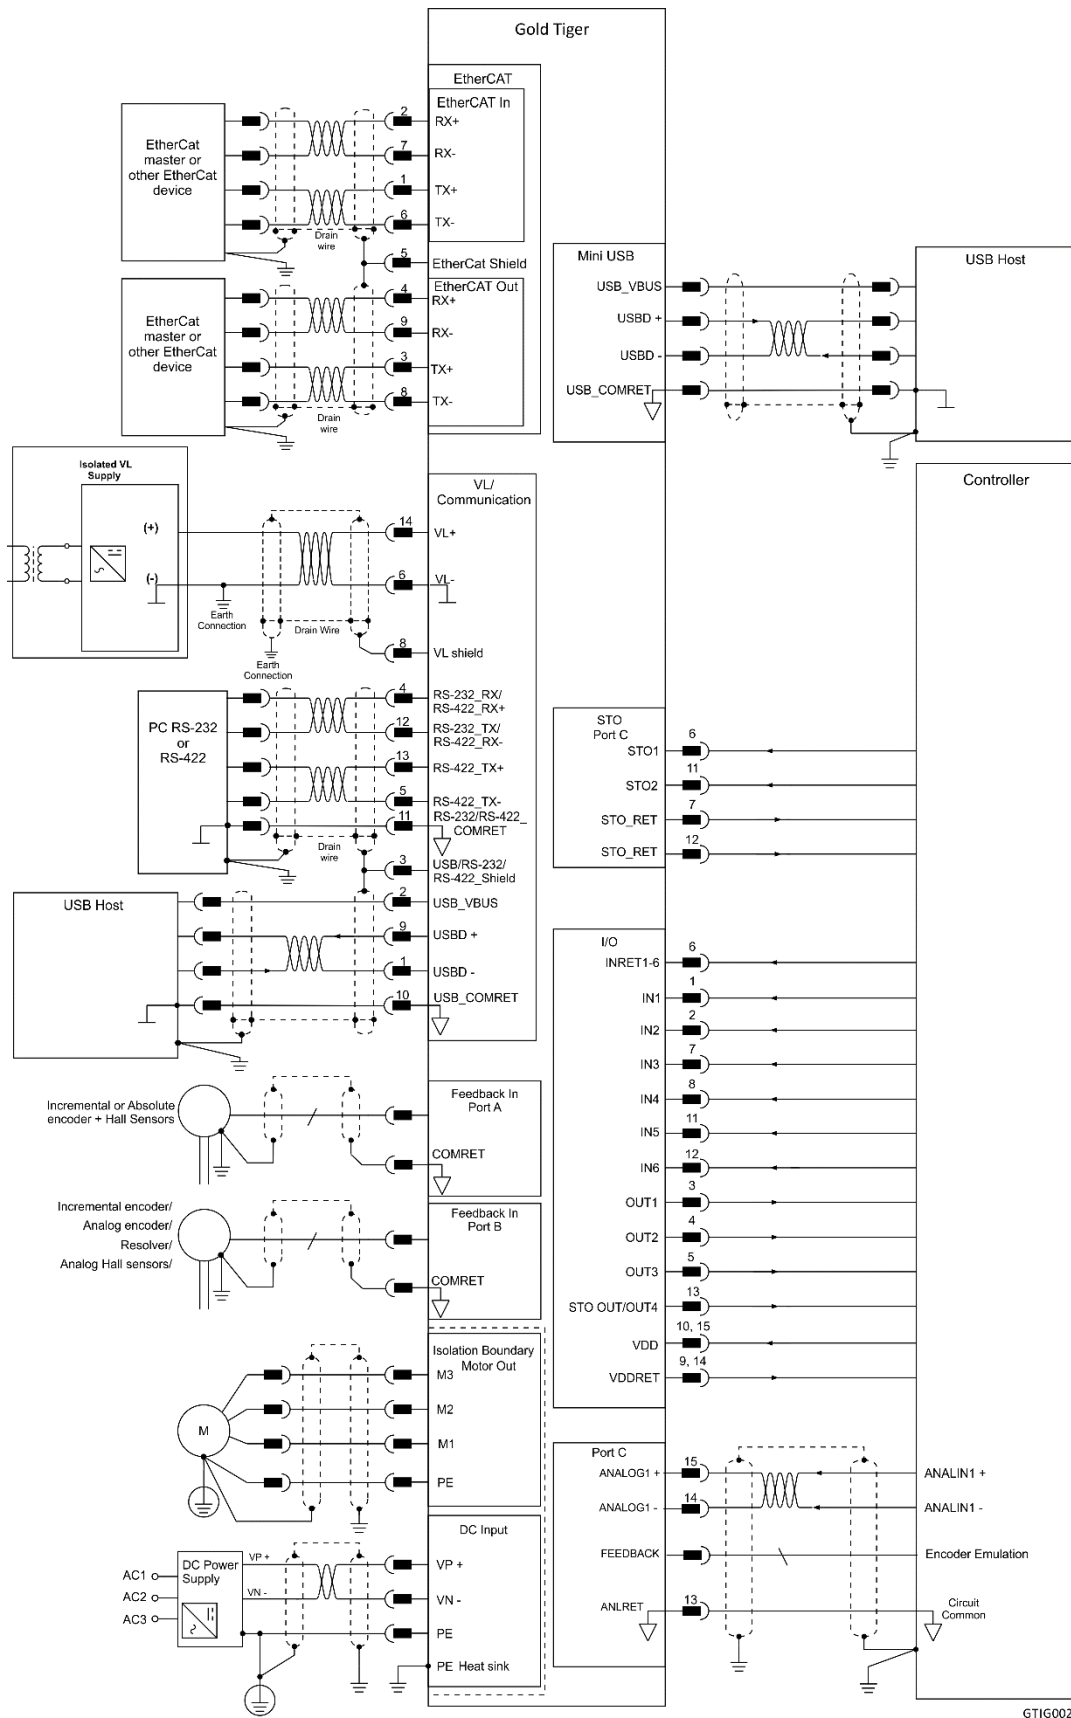 Gold Tiger
EtherCAT
EtherCAT In
EtherCat
master or
other EtherCat
device
2
RX+
7
RX-
1
TX+
6
TX-
Drain
wire
5
EtherCat Shield
EtherCAT Out
EtherCat
master or
other EtherCat
device
4
RX+
9
RX-
3
TX+
8
TX-
Drain
wire
Mini USB
USB_VBUS
USBD +
USBD -
USB_COMRET
USB Host
Isolated VL
Supply
(+)
(-)
Earth
Connection
Earth
Connection
Drain Wire
VL/
Communication
14
VL+
6
VL-
8
VL shield
PC RS-232
or
RS-422
4
RS-232_RX/
RS-422_RX+
12
RS-232_TX/
RS-422_RX-
13
RS-422_TX+
5
RS-422_TX-
11
RS-232/RS-422_
COMRET
Drain
wire
3
USB/RS-232/
RS-422_Shield
USB Host
2
USB_VBUS
9
USBD +
1
USBD -
10
USB_COMRET
Controller
STO
Port C
6
STO1
11
STO2
7
STO_RET
12
STO_RET
I/O
6
INRET1-6
1
IN1
2
IN2
7
IN3
8
IN4
11
IN5
12
IN6
3
OUT1
4
OUT2
5
OUT3
13
STO OUT/OUT4
10, 15
VDD
9, 14
VDDRET
Incremental or Absolute
encoder + Hall Sensors
Feedback In
Port A
COMRET
Incremental encoder/
Analog encoder/
Resolver/
Analog Hall sensors/
Feedback In
Port B
COMRET
Isolation Boundary
Motor Out
M
M3
M2
M1
PE
DC Input
DC Power
Supply
AC1
AC2
AC3
VP +
VN -
VP +
VN -
PE
PE Heat sink
Port C
15
ANALOG1 +
ANALIN1 +
14
ANALOG1 -
ANALIN1 -
FEEDBACK
Encoder Emulation
13
ANLRET
Circuit
Common
GTIG002